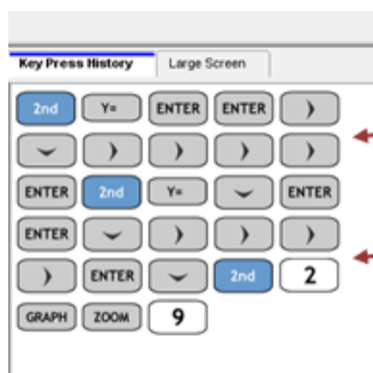 Key Press History Large Screen
2nd Y= ENTER ENTER
ENTER 2nd Y= ENTER
ENTER
ENTER 2nd 2
GRAPH ZOOM 9